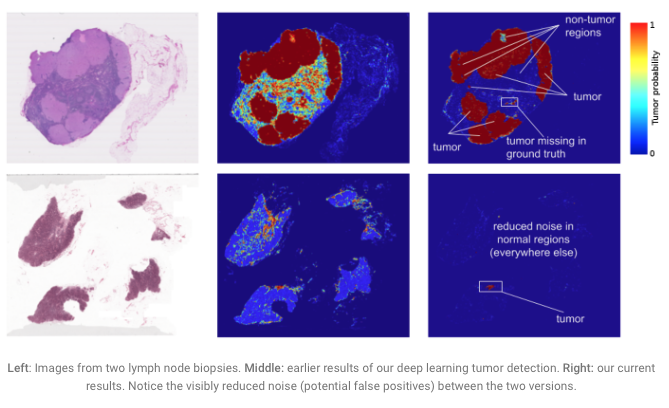 non-tumor
regions
tumor
tumor
tumor missing in
ground truth
1
Tumor probability
0
reduced noise in
normal regions
(everywhere else)
tumor
Left: Images from two lymph node biopsies. Middle: earlier results of our deep learning tumor detection. Right: our current
results. Notice the visibly reduced noise (potential false positives) between the two versions.